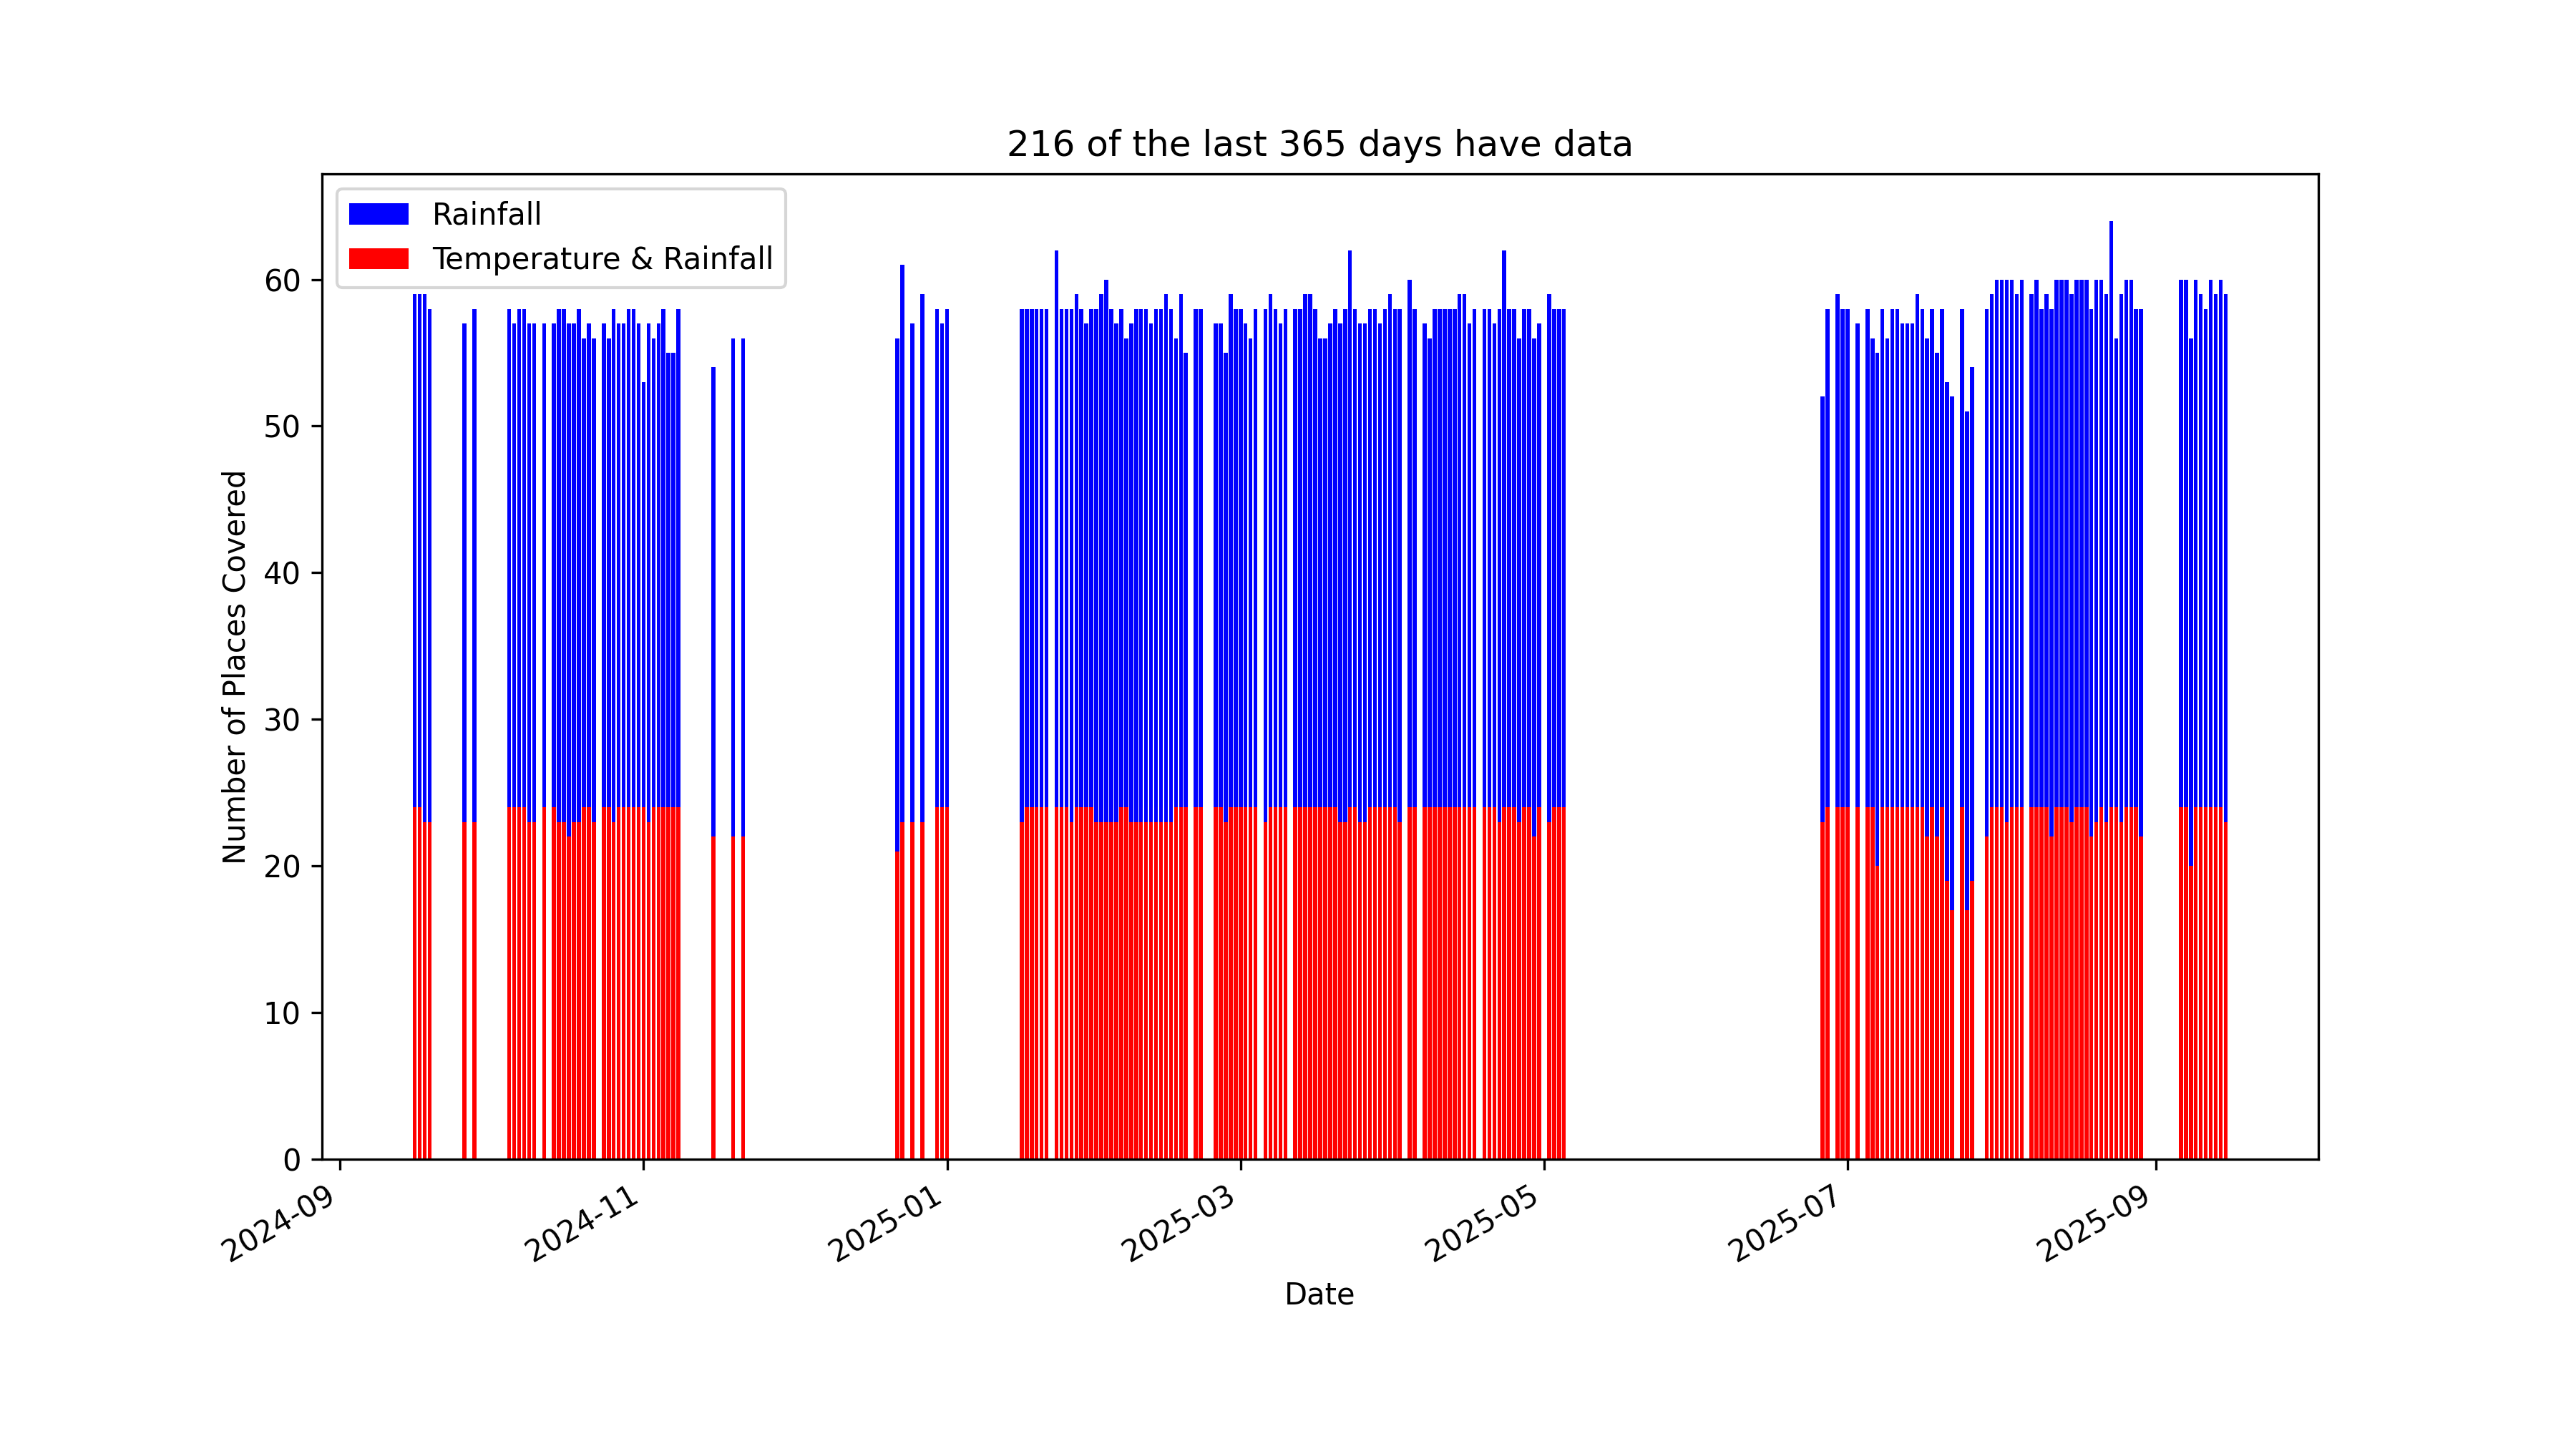 216 of the last 365 days have data
Rainfall
Temperature & Rainfall
60
50
40
30
20
10
0
Number of Places Covered
2024-09
2024-11
2025-01
2025-03
2025-05
2025-07
2025-09
Date